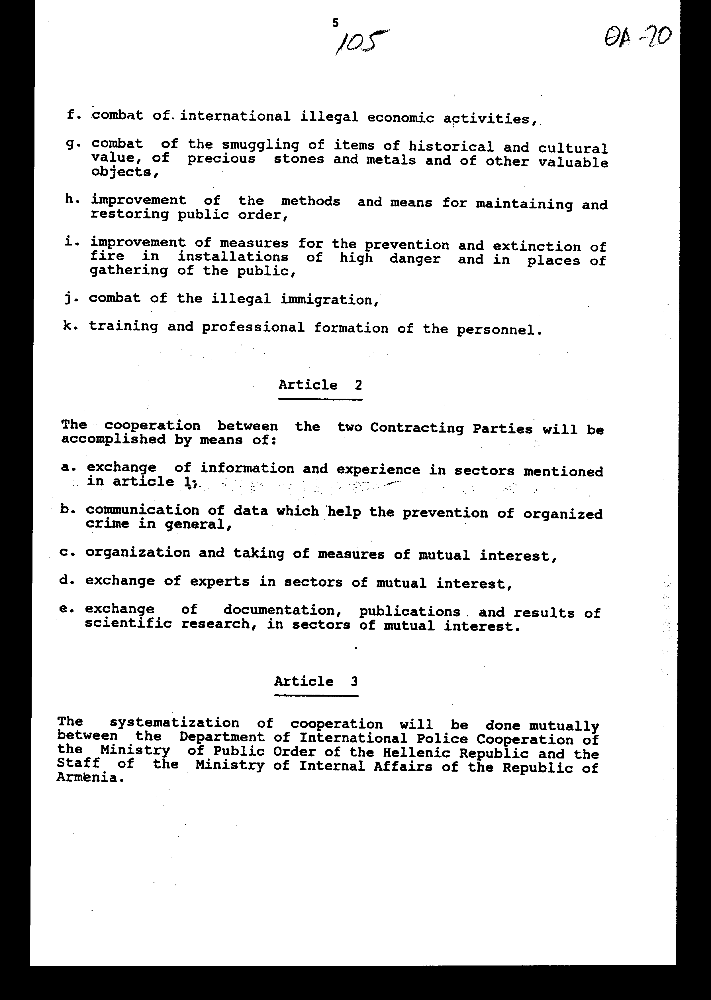 5
105
ΘΑ-20
f. combat of international illegal economic activities,
g. combat of the smuggling of items of historical and cultural
value, of precious stones and metals and of other valuable
objects,
h. improvement of the methods and means for maintaining and
restoring public order,
i. improvement of measures for the prevention and extinction of
fire in installations of high danger and in places of
gathering of the public,
j. combat of the illegal immigration,
k. training and professional formation of the personnel.
Article 2
The cooperation between the two Contracting Parties will be
accomplished by means of:
a. exchange of information and experience in sectors mentioned
in article 1;
b. communication of data which help the prevention of organized
crime in general,
c. organization and taking of measures of mutual interest,
d. exchange of experts in sectors of mutual interest,
e. exchange of documentation, publications and results of
scientific research, in sectors of mutual interest.
Article 3
The systematization of cooperation will be done mutually
between the Department of International Police Cooperation of
the Ministry of Public Order of the Hellenic Republic and the
Staff of the Ministry of Internal Affairs of the Republic of
Armenia.